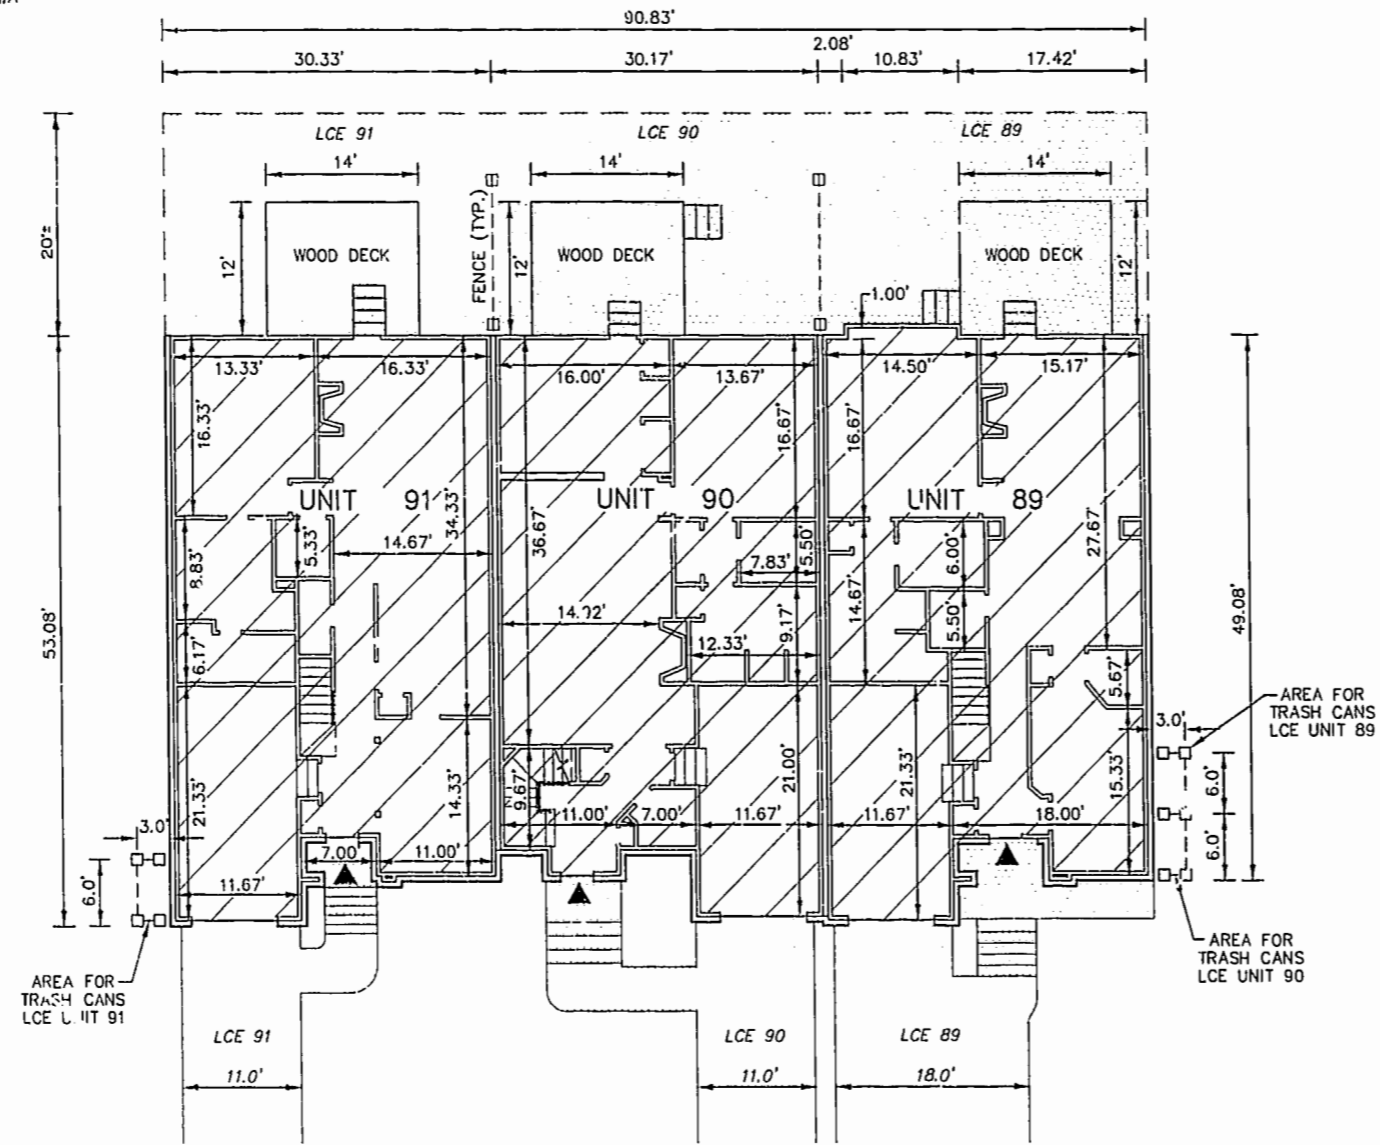 90.83'
2.08'
30.33'
30.17'
10.83'
17.42'
LCE 91
LCE 90
LCE 89
14'
14'
14'
20'±
12'
WOOD DECK
FENCE (TYP.)
12'
WOOD DECK
WOOD DECK
12'
1.00'
13.33'
16.33'
16.00'
13.67'
14.50'
15.17'
16.33'
34.33'
16.67'
16.67'
UNIT 91
UNIT 90
UNIT 89
36.67'
27.67'
5.33'
14.67'
5.50'
6.00'
8.83'
7.83'
14.67'
53.08'
49.08'
5.50'
9.17'
6.17'
12.33'
5.67'
AREA FOR
TRASH CANS
LCE UNIT 89
3.0'
21.33'
14.33'
9.67'
21.00'
21.33'
15.33'
6.0'
3.0'
11.00'
7.00'
11.67'
11.67'
18.00'
6.0'
7.00'
11.00'
11.67'
6.0'
AREA FOR
TRASH CANS
LCE UNIT 90
AREA FOR
TRASH CANS
LCE 91
LCE 91
LCE 90
LCE 89
11.0'
11.0'
18.0'